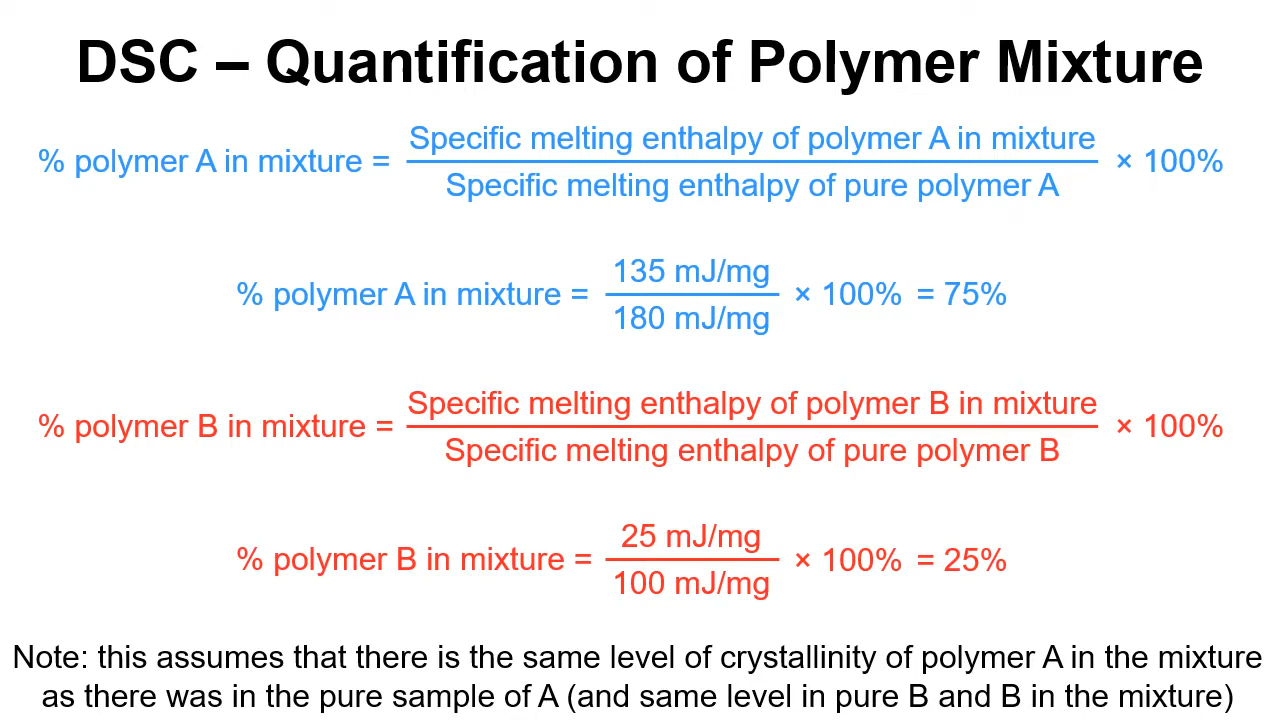 DSC – Quantification of Polymer Mixture
% polymer A in mixture = Specific melting enthalpy of polymer A in mixture / Specific melting enthalpy of pure polymer A × 100%
% polymer A in mixture = 135 mJ/mg / 180 mJ/mg × 100% = 75%
% polymer B in mixture = Specific melting enthalpy of polymer B in mixture / Specific melting enthalpy of pure polymer B × 100%
% polymer B in mixture = 25 mJ/mg / 100 mJ/mg × 100% = 25%
Note: this assumes that there is the same level of crystallinity of polymer A in the mixture
as there was in the pure sample of A (and same level in pure B and B in the mixture)